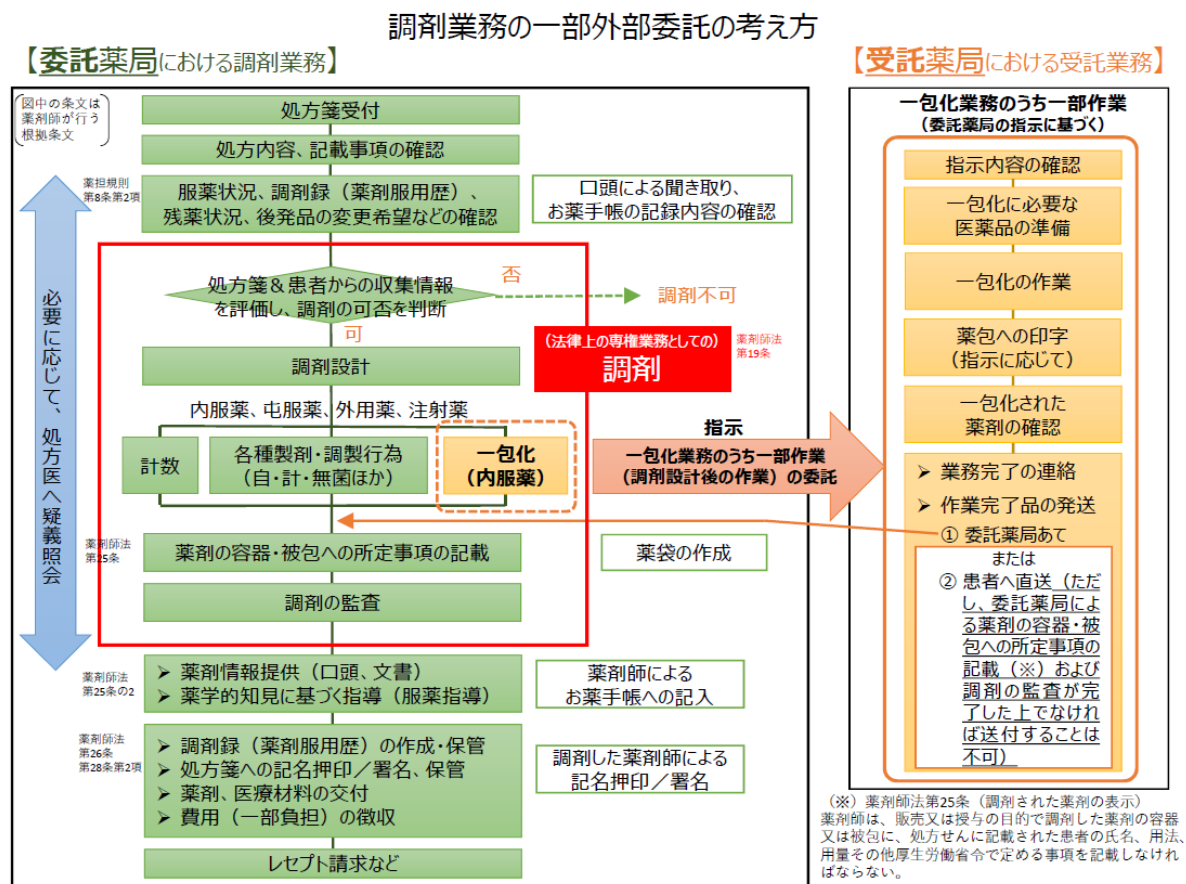 調剤業務の一部外部委託の考え方
【委託薬局における調剤業務】
図中の条文は
薬剤師が行う
根拠条文
処方箋受付
処方内容、記載事項の確認
薬担規則
第8条第2項
服薬状況、調剤録（薬剤服用歴）、
残薬状況、後発品の変更希望などの確認
口頭による聞き取り、
お薬手帳の記録内容の確認
必要に応じて、処方医へ疑義照会
処方箋＆患者からの収集情報
を評価し、調剤の可否を判断
否
調剤不可
可
（法律上の専権業務としての）
調剤
薬剤師法
第19条
調剤設計
内服薬、屯服薬、外用薬、注射薬
計数
各種製剤・調製行為
（自・計・無菌ほか）
一包化
（内服薬）
指示
一包化業務のうち一部作業
（調剤設計後の作業）の委託
薬剤師法
第25条
薬剤の容器・被包への所定事項の記載
薬袋の作成
調剤の監査
薬剤師法
第25条の2
➢ 薬剤情報提供（口頭、文書）
➢ 薬学的知見に基づく指導（服薬指導）
薬剤師による
お薬手帳への記入
薬剤師法
第26条
第28条第2項
➢ 調剤録（薬剤服用歴）の作成・保管
➢ 処方箋への記名押印／署名、保管
➢ 薬剤、医療材料の交付
➢ 費用（一部負担）の徴収
調剤した薬剤師による
記名押印／署名
レセプト請求など
【受託薬局における受託業務】
一包化業務のうち一部作業
（委託薬局の指示に基づく）
指示内容の確認
一包化に必要な
医薬品の準備
一包化の作業
薬包への印字
（指示に応じて）
一包化された
薬剤の確認
➢ 業務完了の連絡
➢ 作業完了品の発送
① 委託薬局あて
または
② 患者へ直送（ただ
し、委託薬局によ
る薬剤の容器・被
包への所定事項の
記載（※）および
調剤の監査が完
了した上でなけれ
ば送付することは
不可）
（※）薬剤師法第25条（調剤された薬剤の表示）
薬剤師は、販売又は授与の目的で調剤した薬剤の容器
又は被包に、処方せんに記載された患者の氏名、用法、
用量その他厚生労働省令で定める事項を記載しなけれ
ばならない。